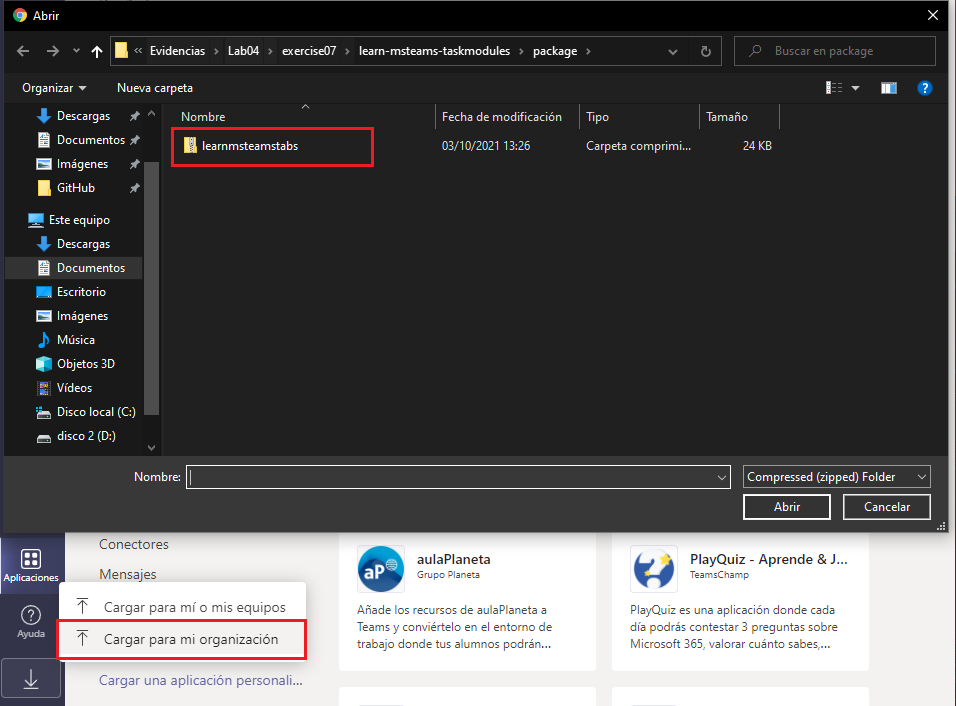 Abrir
« Evidencias > Lab04 > exercise07 > learn-msteams-taskmodules > package >
Buscar en package
Organizar
Nueva carpeta
?
Nombre
Fecha de modificación
Tipo
Tamaño
learnmsteamstabs
03/10/2021 13:26
Carpeta comprimi...
24 KB
Descargas
Documentos
Imágenes
GitHub
Este equipo
Descargas
Documentos
Escritorio
Imágenes
Música
Objetos 3D
Vídeos
Disco local (C:)
disco 2 (D:)
Nombre:
Compressed (zipped) Folder
Abrir
Cancelar
Aplicaciones
?
Ayuda
Conectores
Mensajes
Cargar para mí o mis equipos
Cargar para mi organización
Cargar una aplicación personali...
aP
aulaPlaneta
Grupo Planeta
Añade los recursos de aulaPlaneta a
Teams y conviértelo en el entorno de
trabajo donde tus alumnos podrán...
?
PlayQuiz - Aprende & J...
TeamsChamp
PlayQuiz es una aplicación donde cada
día podrás contestar 3 preguntas sobre
Microsoft 365, valorar cuánto sabes,...